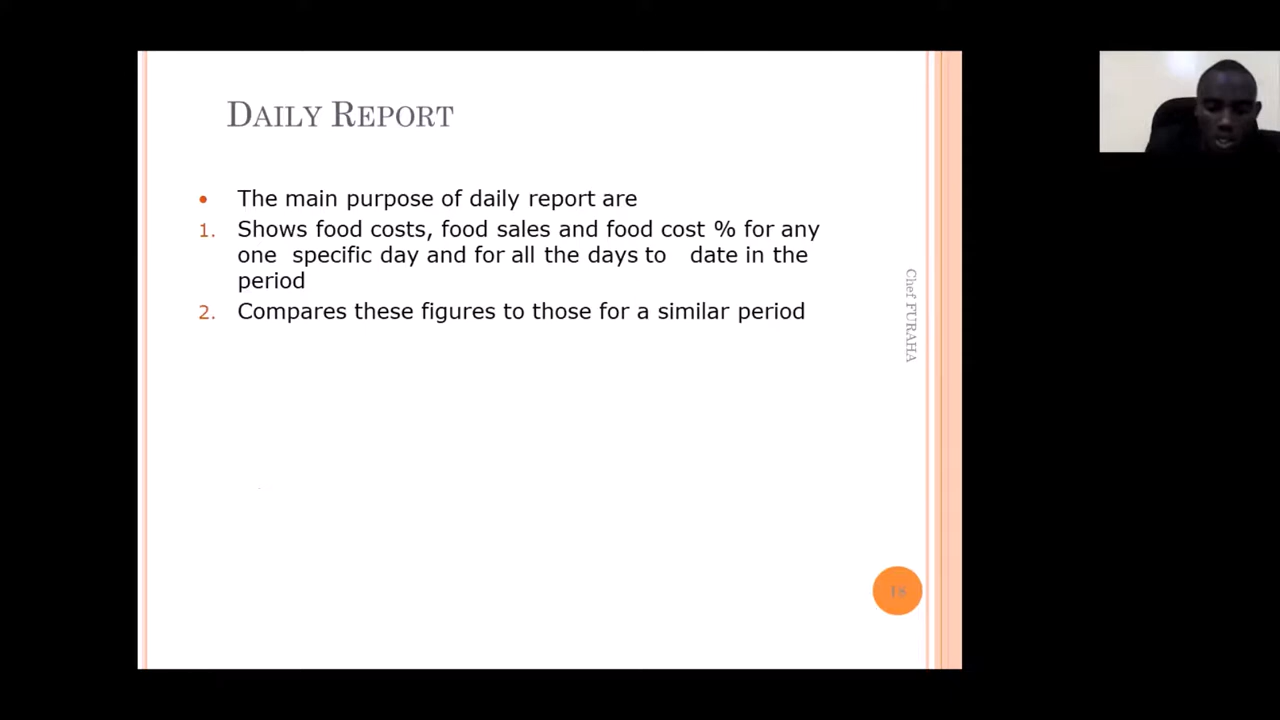 DAILY REPORT
• The main purpose of daily report are
1. Shows food costs, food sales and food cost % for any
one specific day and for all the days to date in the
period
2. Compares these figures to those for a similar period
Chef FURAHA
16